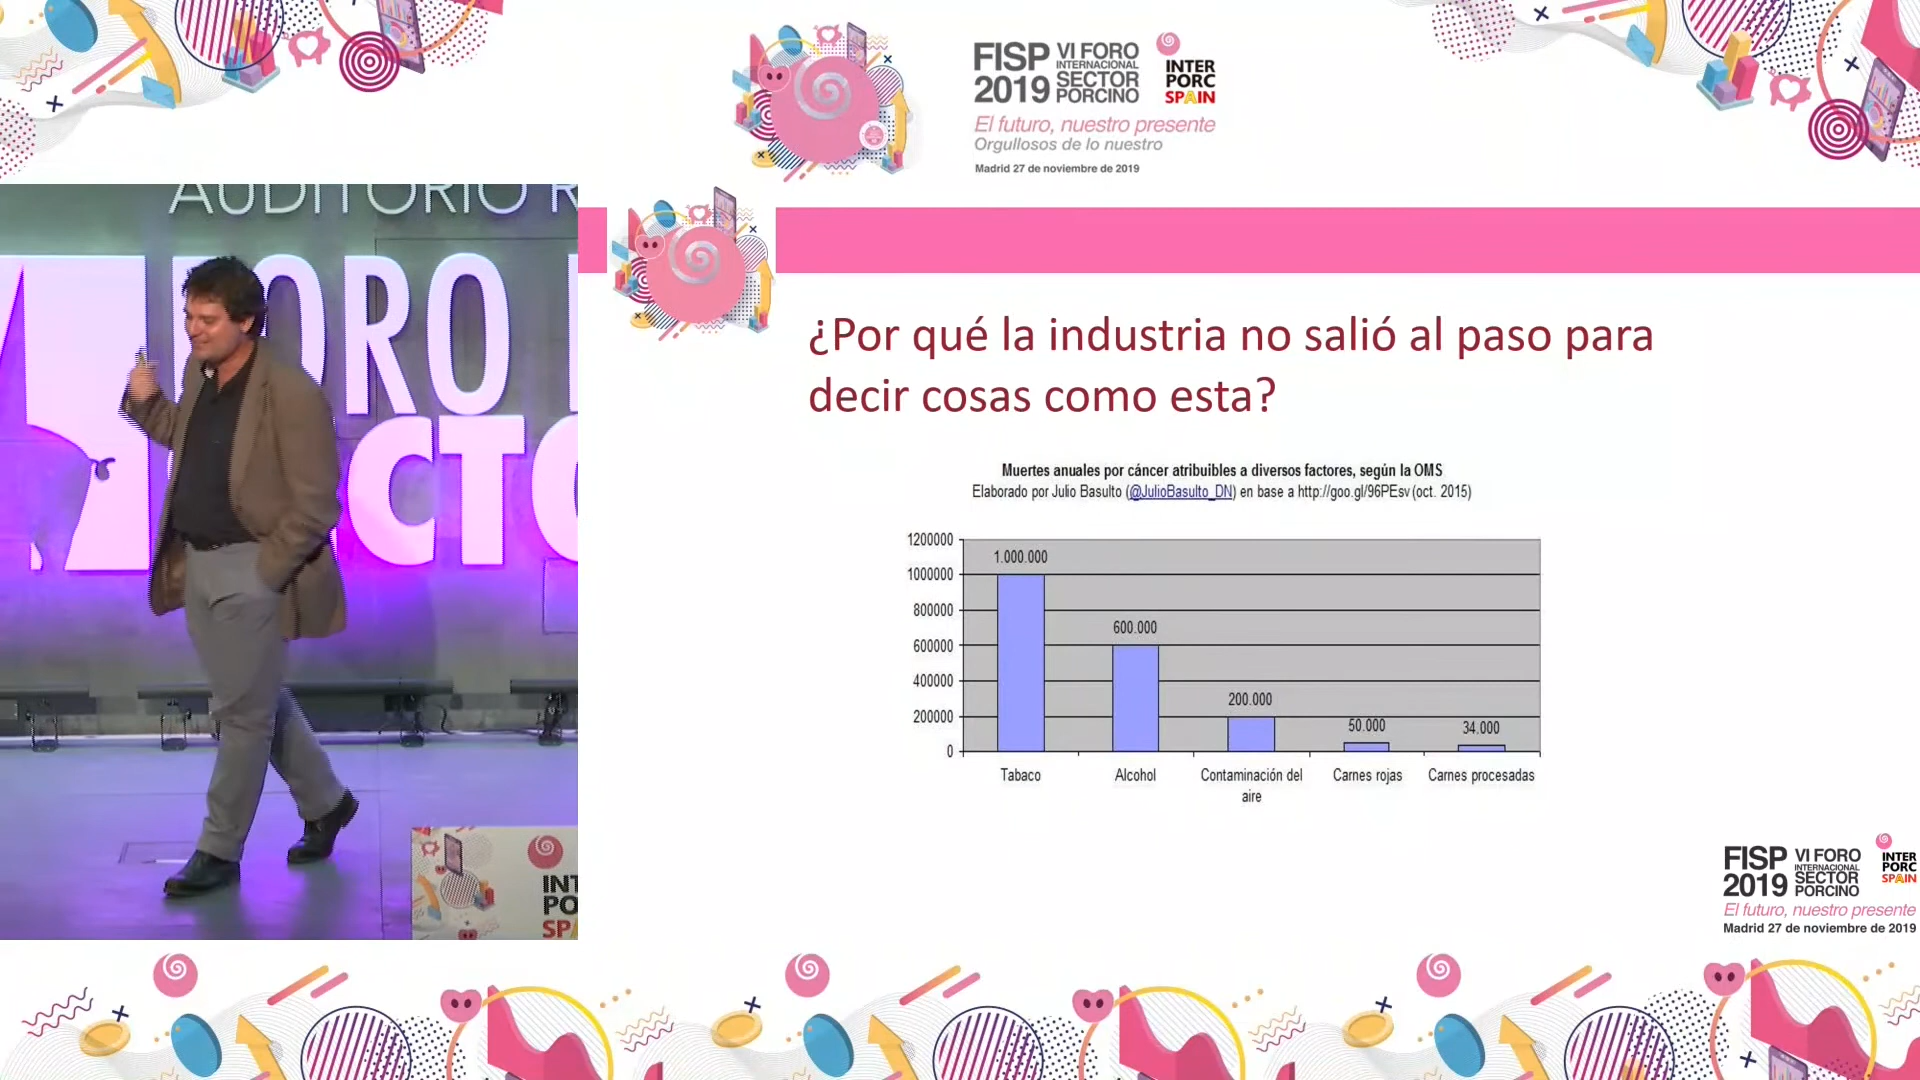 FISP VI FORO
INTERNACIONAL
2019 SECTOR
PORCINO
INTER
PORC
SPAIN
El futuro, nuestro presente
Orgullosos de lo nuestro
Madrid 27 de noviembre de 2019
AUDITORIO R
FORO
CTO
¿Por qué la industria no salió al paso para
decir cosas como esta?
Muertes anuales por cáncer atribuibles a diversos factores, según la OMS
Elaborado por Julio Basulto (@JulioBasulto_DN) en base a http://goo.gl/96PEsv (oct. 2015)
1200000
1000000
800000
600000
400000
200000
0
1.000.000
600.000
200.000
50.000
34.000
Tabaco
Alcohol
Contaminación del
aire
Carnes rojas
Carnes procesadas
INT
PO
SP
FISP VI FORO
INTERNACIONAL
2019 SECTOR
PORCINO
INTER
PORC
SPAIN
El futuro, nuestro presente
Madrid 27 de noviembre de 2019